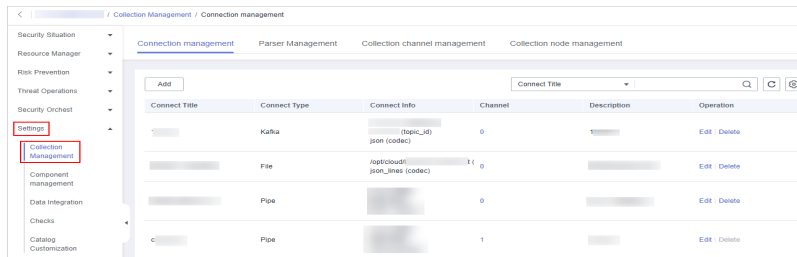 < / Collection Management / Connection management
Security Situation
Resource Manager
Risk Prevention
Threat Operations
Security Orchest
Settings
Collection
Management
Component
management
Data Integration
Checks
Catalog
Customization
Connection management Parser Management Collection channel management Collection node management
Add Connect Title
Connect Title Connect Type Connect Info Channel Description Operation
Kafka (topic_id) 0 Edit Delete
json (codec)
File /opt/cloud/ 0 Edit Delete
json_lines (codec)
Pipe 0 Edit Delete
Pipe 1 Edit Delete